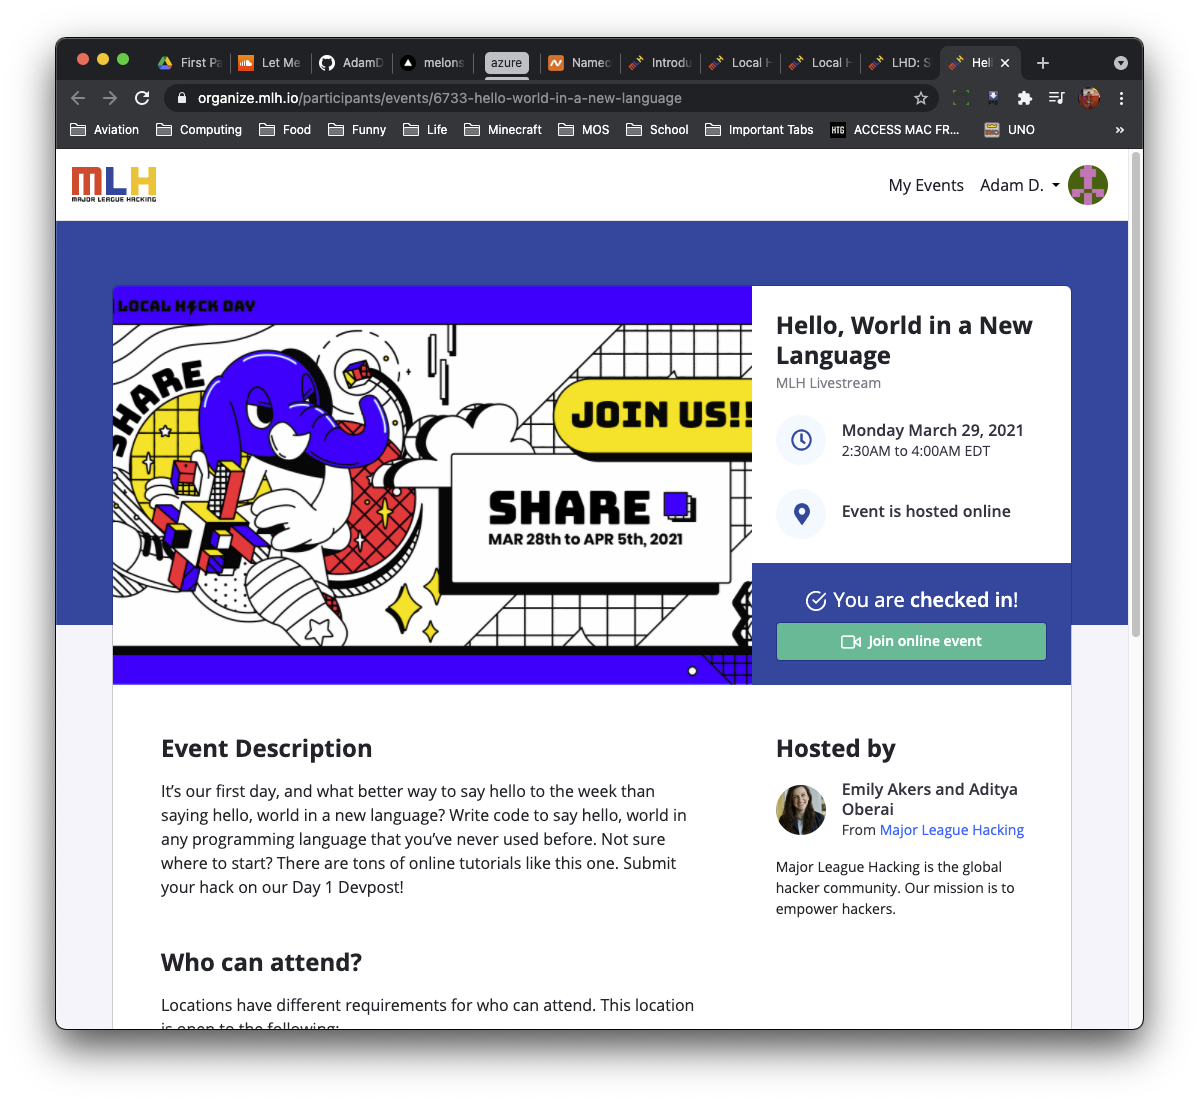 First Pa
Let Me
AdamD
melons
azure
Namec
Introdu
Local H
Local H
LHD: S
Hell
organize.mlh.io/participants/events/6733-hello-world-in-a-new-language
Aviation
Computing
Food
Funny
Life
Minecraft
MOS
School
Important Tabs
HTG
ACCESS MAC FR...
UNO
»
MLH
MAJOR LEAGUE HACKING
My Events
Adam D.
LOCAL HACK DAY
SHARE
JOIN US!!
SHARE
MAR 28th to APR 5th, 2021
Hello, World in a New
Language
MLH Livestream
Monday March 29, 2021
2:30AM to 4:00AM EDT
Event is hosted online
You are checked in!
Join online event
Event Description
It’s our first day, and what better way to say hello to the week than
saying hello, world in a new language? Write code to say hello, world in
any programming language that you’ve never used before. Not sure
where to start? There are tons of online tutorials like this one. Submit
your hack on our Day 1 Devpost!
Hosted by
Emily Akers and Aditya
Oberai
From Major League Hacking
Major League Hacking is the global
hacker community. Our mission is to
empower hackers.
Who can attend?
Locations have different requirements for who can attend. This location
is open to the following: